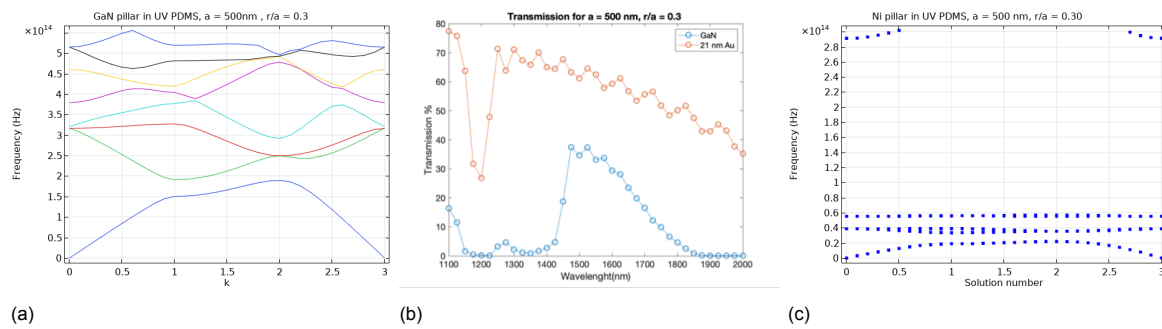 GaN pillar in UV PDMS, a = 500nm , r/a = 0.3
×10¹⁴
5.5
5
4.5
4
3.5
3
2.5
2
1.5
1
0.5
0
Frequency (Hz)
0 0.5 1 1.5 2 2.5 3
k
(a)
Transmission for a = 500 nm, r/a = 0.3
GaN
21 nm Au
80
70
60
50
40
30
20
10
0
Transmission %
1100 1200 1300 1400 1500 1600 1700 1800 1900 2000
Wavelenght(nm)
(b)
Ni pillar in UV PDMS, a = 500 nm, r/a = 0.30
×10¹⁴
2.8
2.6
2.4
2.2
2
1.8
1.6
1.4
1.2
1
0.8
0.6
0.4
0.2
0
Frequency (Hz)
0 0.5 1 1.5 2 2.5 3
Solution number
(c)